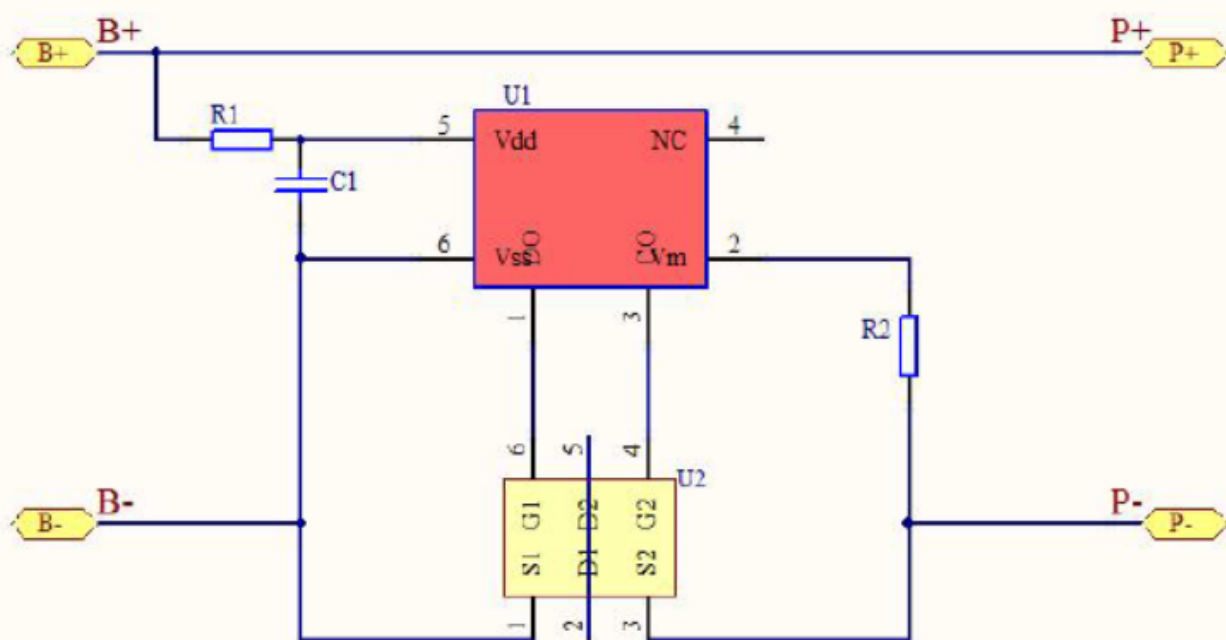 B+ P+
B+ P+
U1
R1
5 Vdd NC 4
C1
6 Vss DO CO Vm 2
1 3
R2
6 5 4
U2
B- G1 D2 G2 P-
B- P-
S1 D1 S2
1 2 3